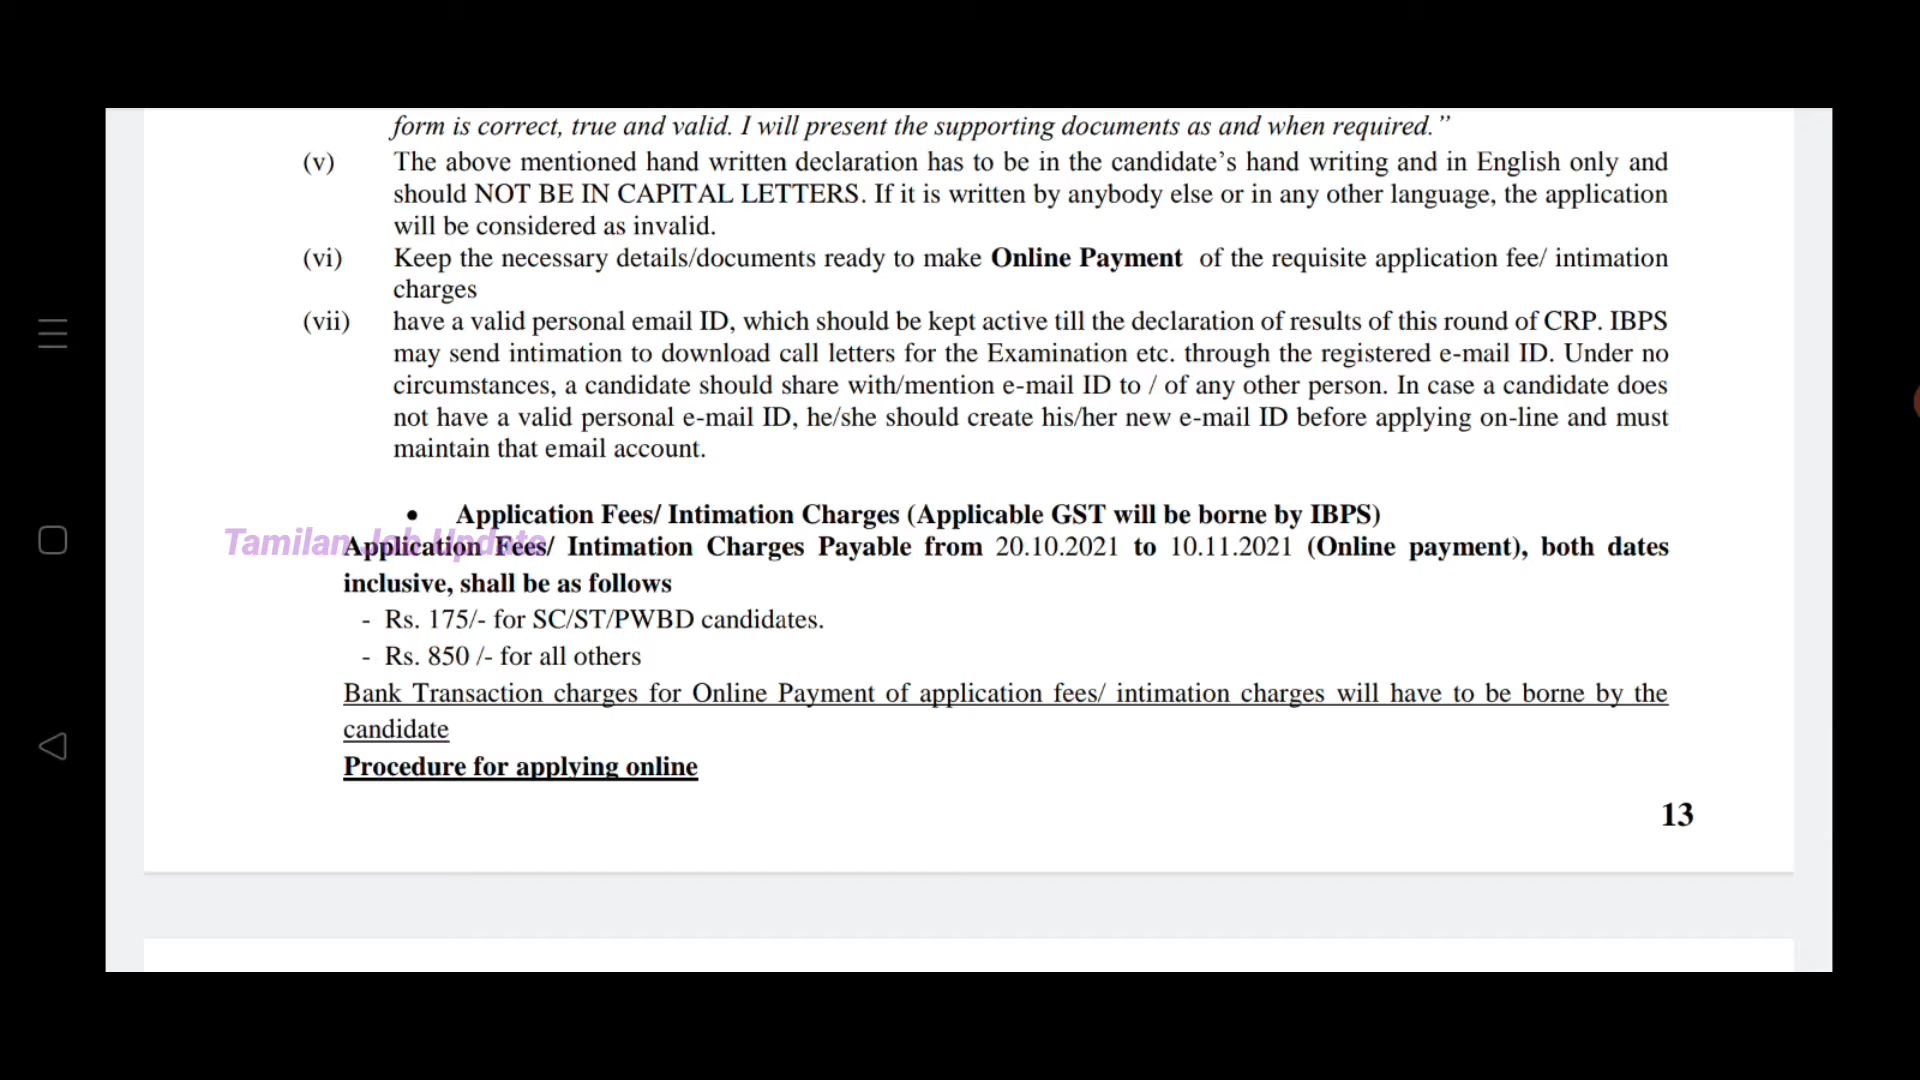 form is correct, true and valid. I will present the supporting documents as and when required.”
(v) The above mentioned hand written declaration has to be in the candidate’s hand writing and in English only and
should NOT BE IN CAPITAL LETTERS. If it is written by anybody else or in any other language, the application
will be considered as invalid.
(vi) Keep the necessary details/documents ready to make Online Payment of the requisite application fee/ intimation
charges
(vii) have a valid personal email ID, which should be kept active till the declaration of results of this round of CRP. IBPS
may send intimation to download call letters for the Examination etc. through the registered e-mail ID. Under no
circumstances, a candidate should share with/mention e-mail ID to / of any other person. In case a candidate does
not have a valid personal e-mail ID, he/she should create his/her new e-mail ID before applying on-line and must
maintain that email account.
• Application Fees/ Intimation Charges (Applicable GST will be borne by IBPS)
Tamilan Job Update
Application Fees/ Intimation Charges Payable from 20.10.2021 to 10.11.2021 (Online payment), both dates
inclusive, shall be as follows
- Rs. 175/- for SC/ST/PWBD candidates.
- Rs. 850 /- for all others
Bank Transaction charges for Online Payment of application fees/ intimation charges will have to be borne by the
candidate
Procedure for applying online
13